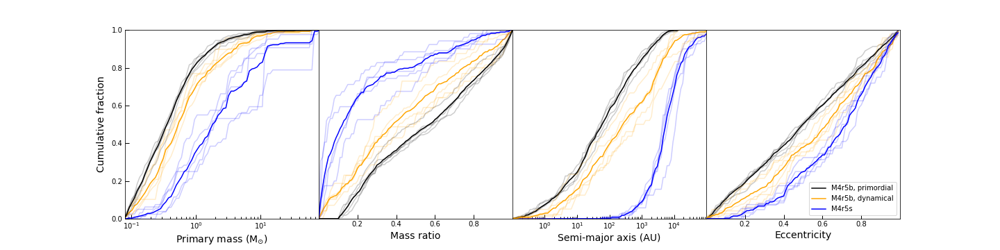 Cumulative fraction
1.0
0.8
0.6
0.4
0.2
0.0
10⁻¹ 10⁰ 10¹
Primary mass (M⊙)
0.2 0.4 0.6 0.8
Mass ratio
10⁰ 10¹ 10² 10³ 10⁴
Semi-major axis (AU)
0.2 0.4 0.6 0.8
Eccentricity
M4r5b, primordial
M4r5b, dynamical
M4r5s